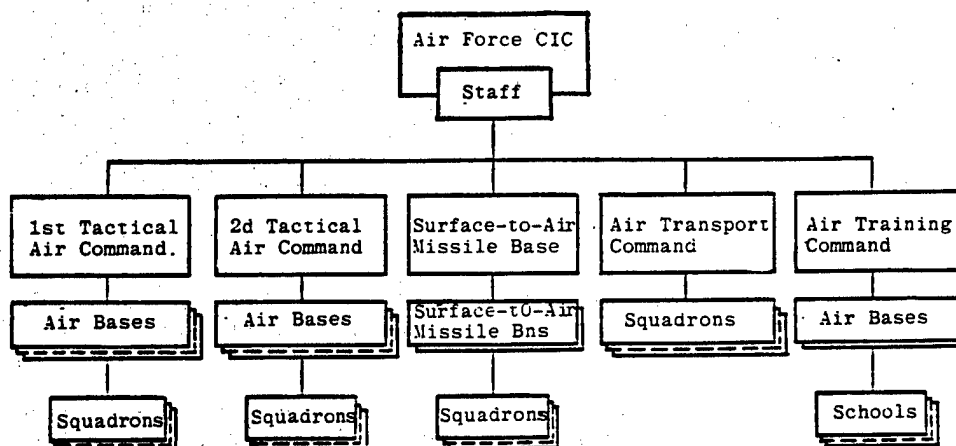 Air Force CIC
Staff
1st Tactical
Air Command.
2d Tactical
Air Command
Surface-to-Air
Missile Base
Air Transport
Command
Air Training
Command
Air Bases
Air Bases
Surface-tO-Air
Missile Bns
Squadrons
Air Bases
Squadrons
Squadrons
Squadrons
Schools